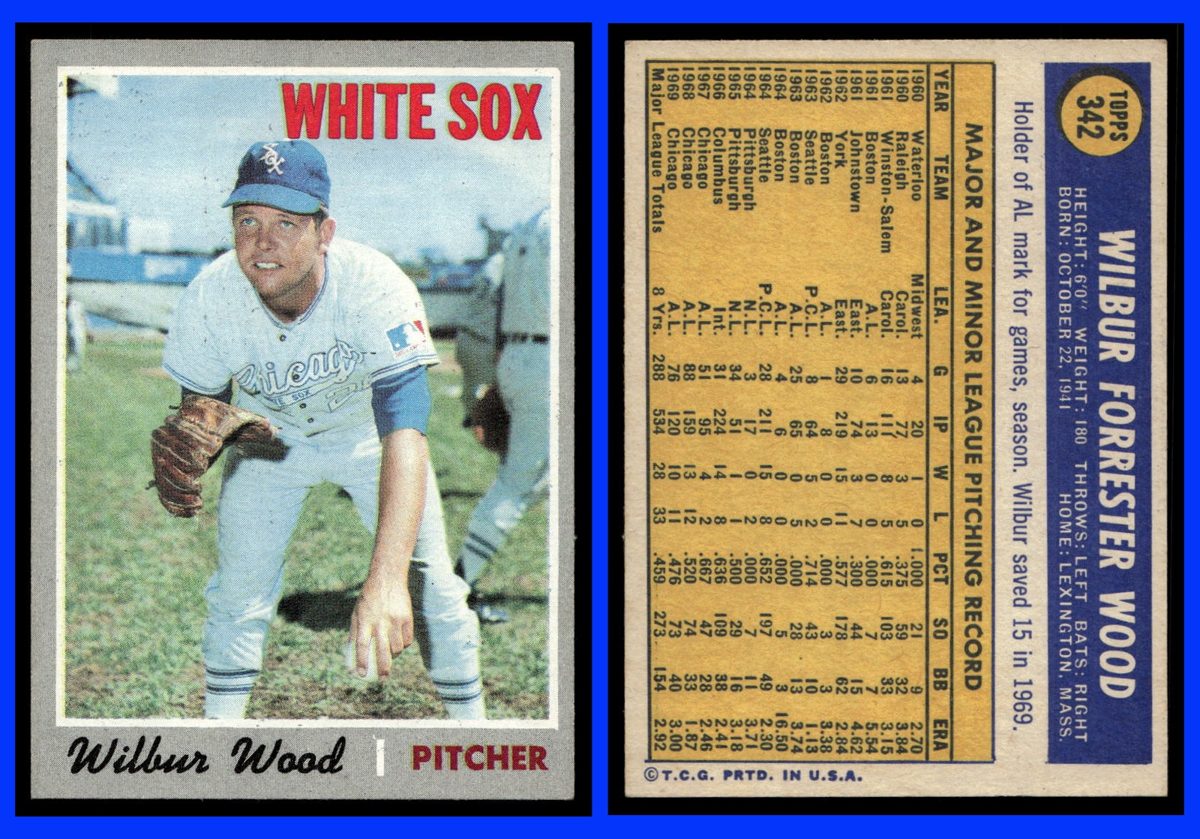 WHITE SOX
SOX
Chicago
Wilbur Wood | PITCHER
TOPPS
342
WILBUR FORRESTER WOOD
HEIGHT: 6'0" WEIGHT: 180 THROWS: LEFT BATS: RIGHT
BORN: OCTOBER 22, 1941 HOME: LEXINGTON, MASS.
Holder of AL mark for games, season. Wilbur saved 15 in 1969.
MAJOR AND MINOR LEAGUE PITCHING RECORD
YEAR TEAM LEA. G IP W L PCT SO BB ERA
1960 Waterloo Midwest 4 20 1 0 1.000 21 9 2.70
1960 Raleigh Carol. 13 77 3 5 .375 59 32 3.84
1961 Winston-Salem Carol. 16 117 8 5 .615 103 33 3.15
1961 Boston A.L. 6 13 0 0 .000 7 7 5.54
1961 Johnstown East. 10 74 3 7 .300 44 15 4.62
1962 York East. 29 219 15 11 .577 178 62 2.84
1962 Boston A.L. 1 8 0 0 .000 3 3 3.38
1963 Seattle P.C.L. 8 64 5 2 .714 43 10 1.13
1963 Boston A.L. 25 65 0 5 .000 28 13 3.74
1964 Boston A.L. 4 6 0 0 .000 5 3 16.50
1964 Seattle P.C.L. 28 211 15 8 .652 197 49 2.30
1964 Pittsburgh N.L. 3 17 0 2 .000 7 11 3.71
1965 Pittsburgh N.L. 34 51 1 1 .500 29 16 3.18
1966 Columbus Int. 31 224 14 8 .636 109 38 2.41
1967 Chicago A.L. 51 95 4 2 .667 47 28 2.46
1968 Chicago A.L. 88 159 13 12 .520 74 33 1.87
1969 Chicago A.L. 76 120 10 11 .476 73 40 3.00
Major League Totals 8 Yrs. 288 534 28 33 .459 273 154 2.92
©T.C.G. PRTD. IN U.S.A.